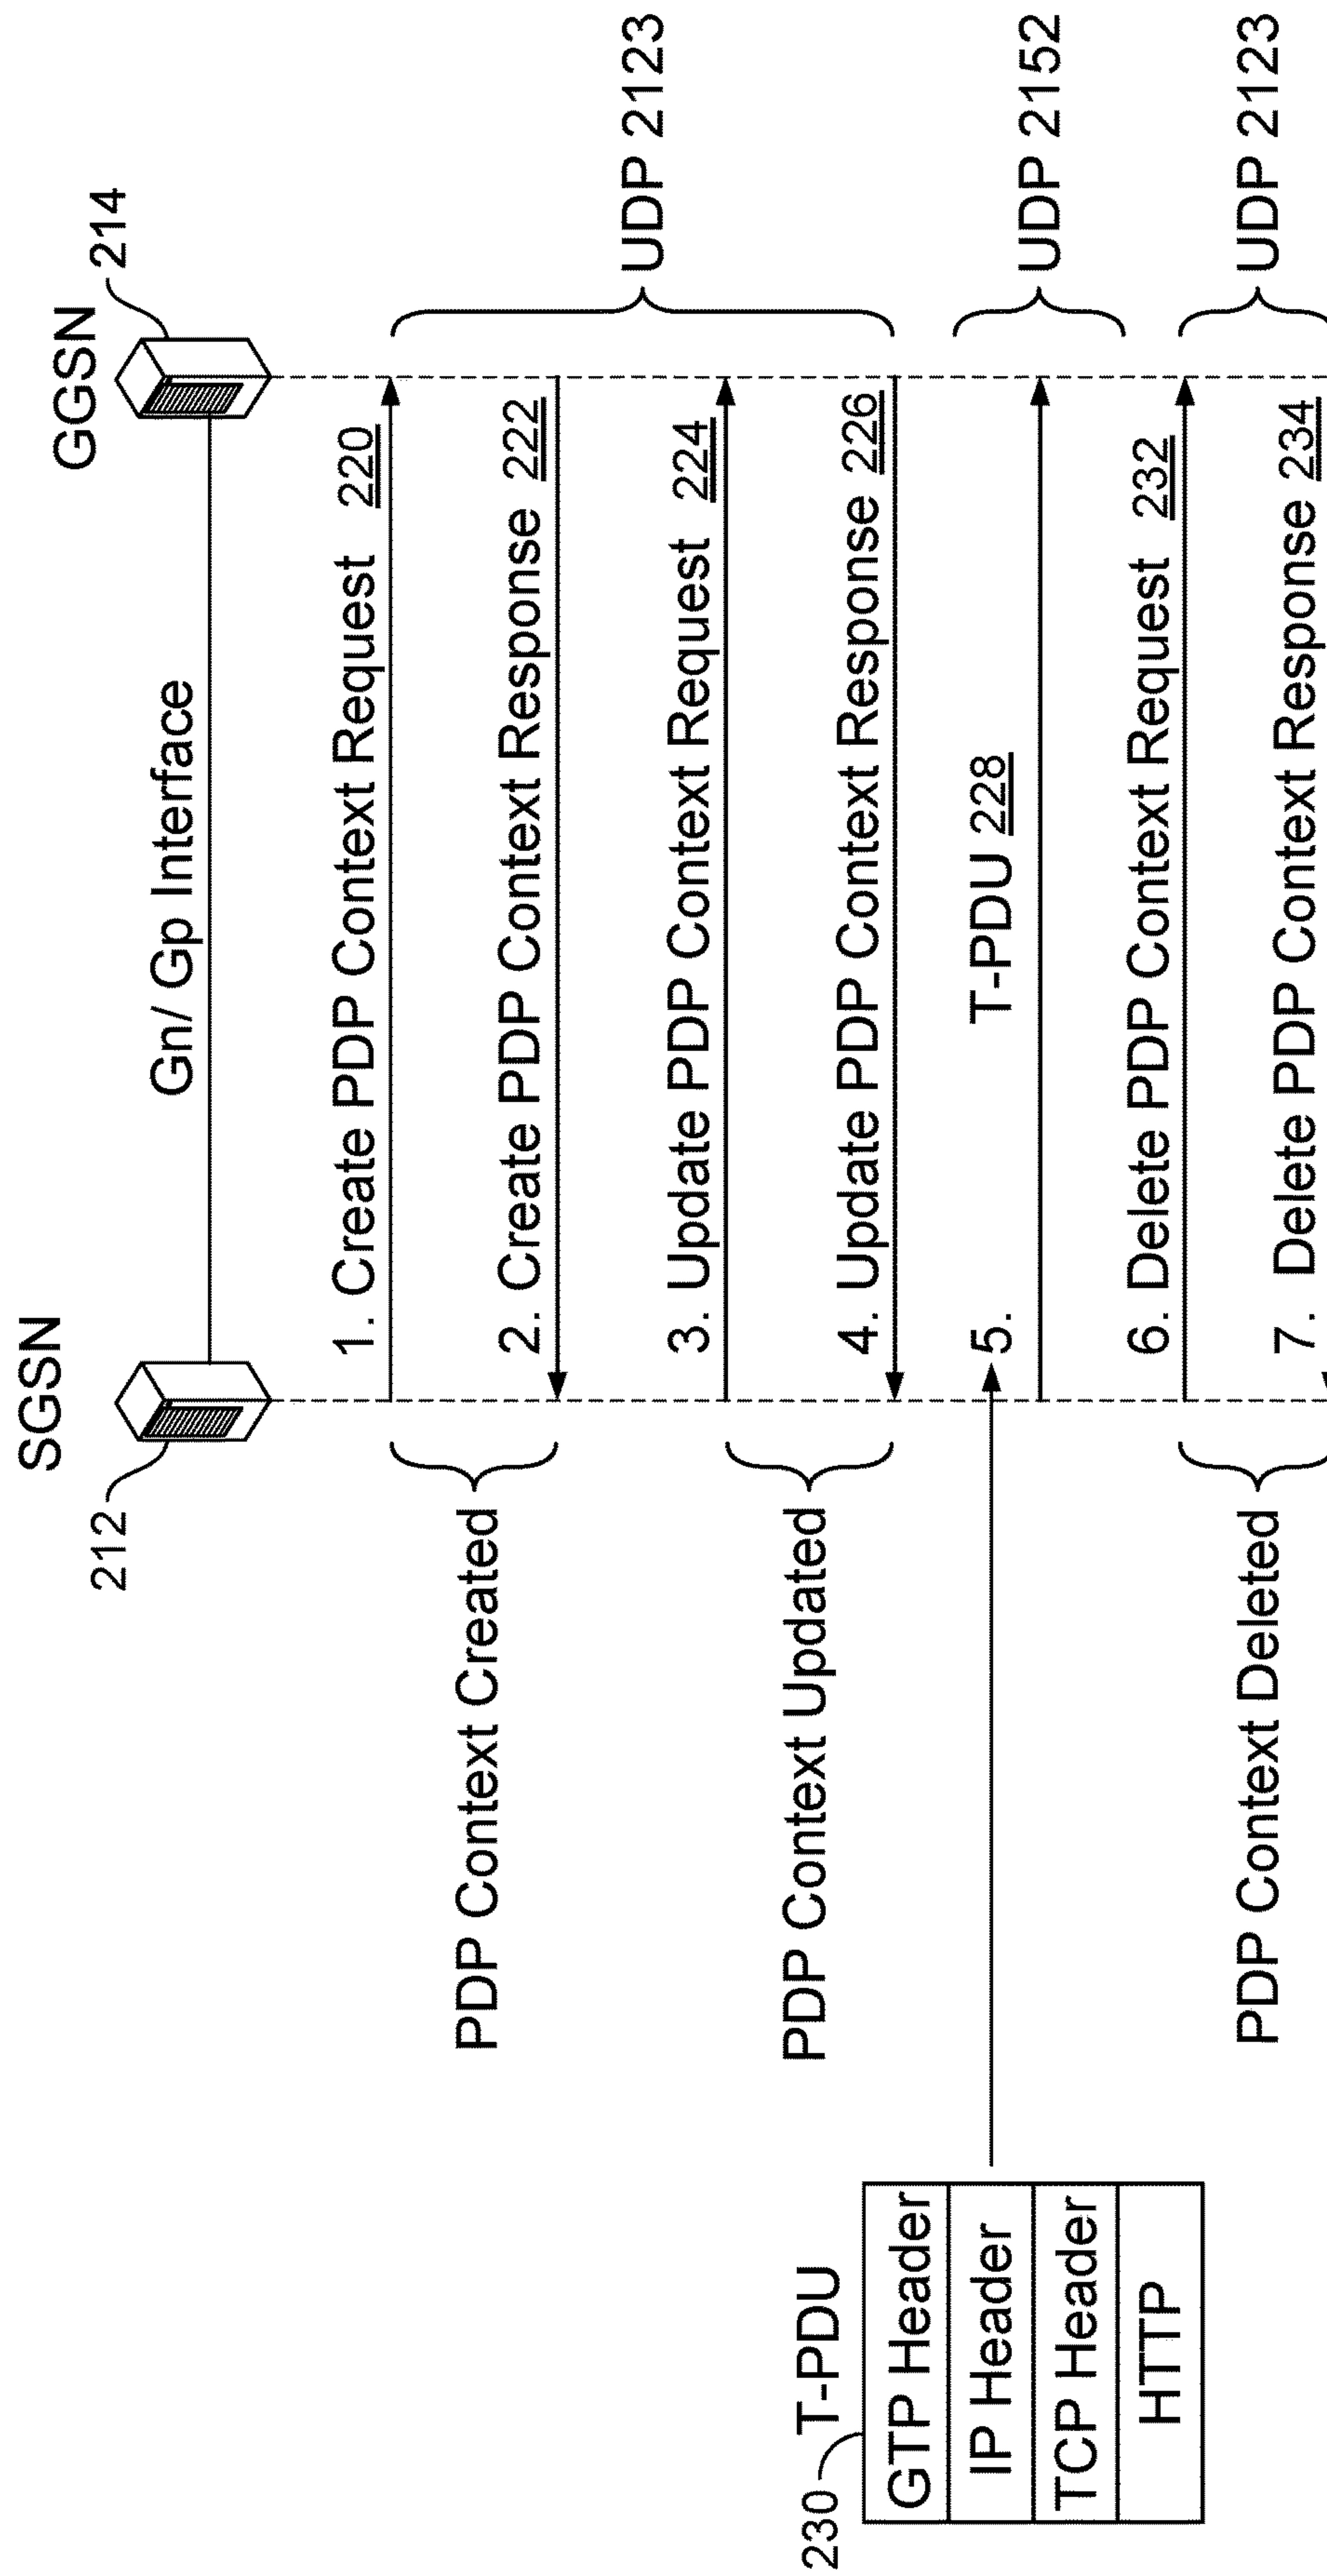 SGSN
GGSN
212
214
Gn/ Gp Interface
1. Create PDP Context Request 220
2. Create PDP Context Response 222
PDP Context Created
3. Update PDP Context Request 224
4. Update PDP Context Response 226
PDP Context Updated
UDP 2123
T-PDU
230
GTP Header
IP Header
TCP Header
HTTP
5. T-PDU 228
UDP 2152
6. Delete PDP Context Request 232
7. Delete PDP Context Response 234
PDP Context Deleted
UDP 2123